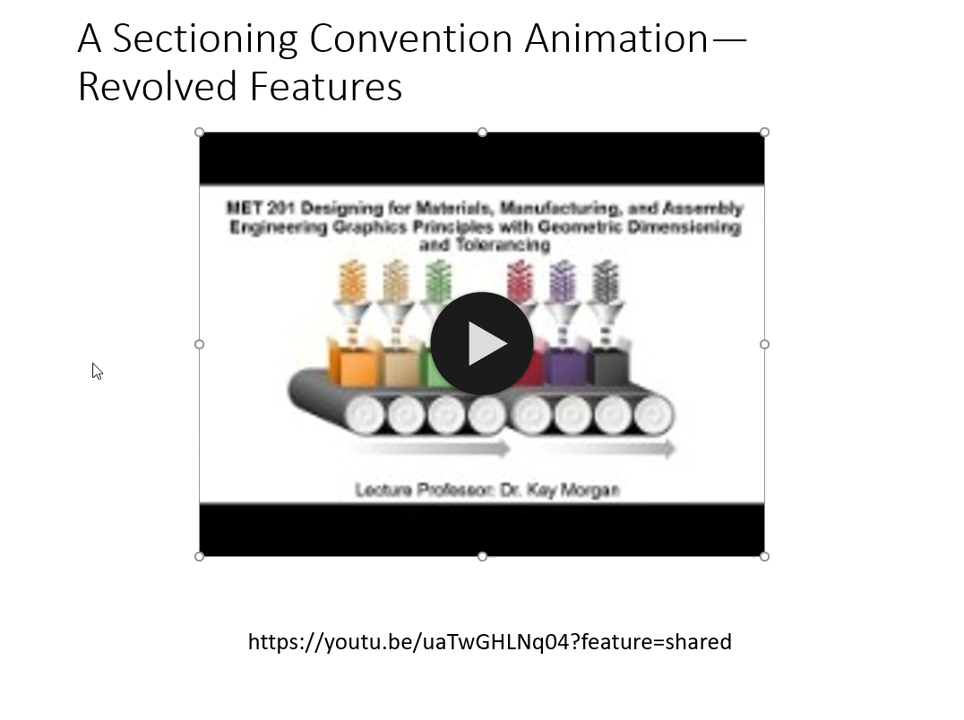 A Sectioning Convention Animation—
Revolved Features
MET 201 Designing for Materials, Manufacturing, and Assembly
Engineering Graphics Principles with Geometric Dimensioning
and Tolerancing
Lecture Professor: Dr. Kay Morgan
https://youtu.be/uaTwGHLNq04?feature=shared